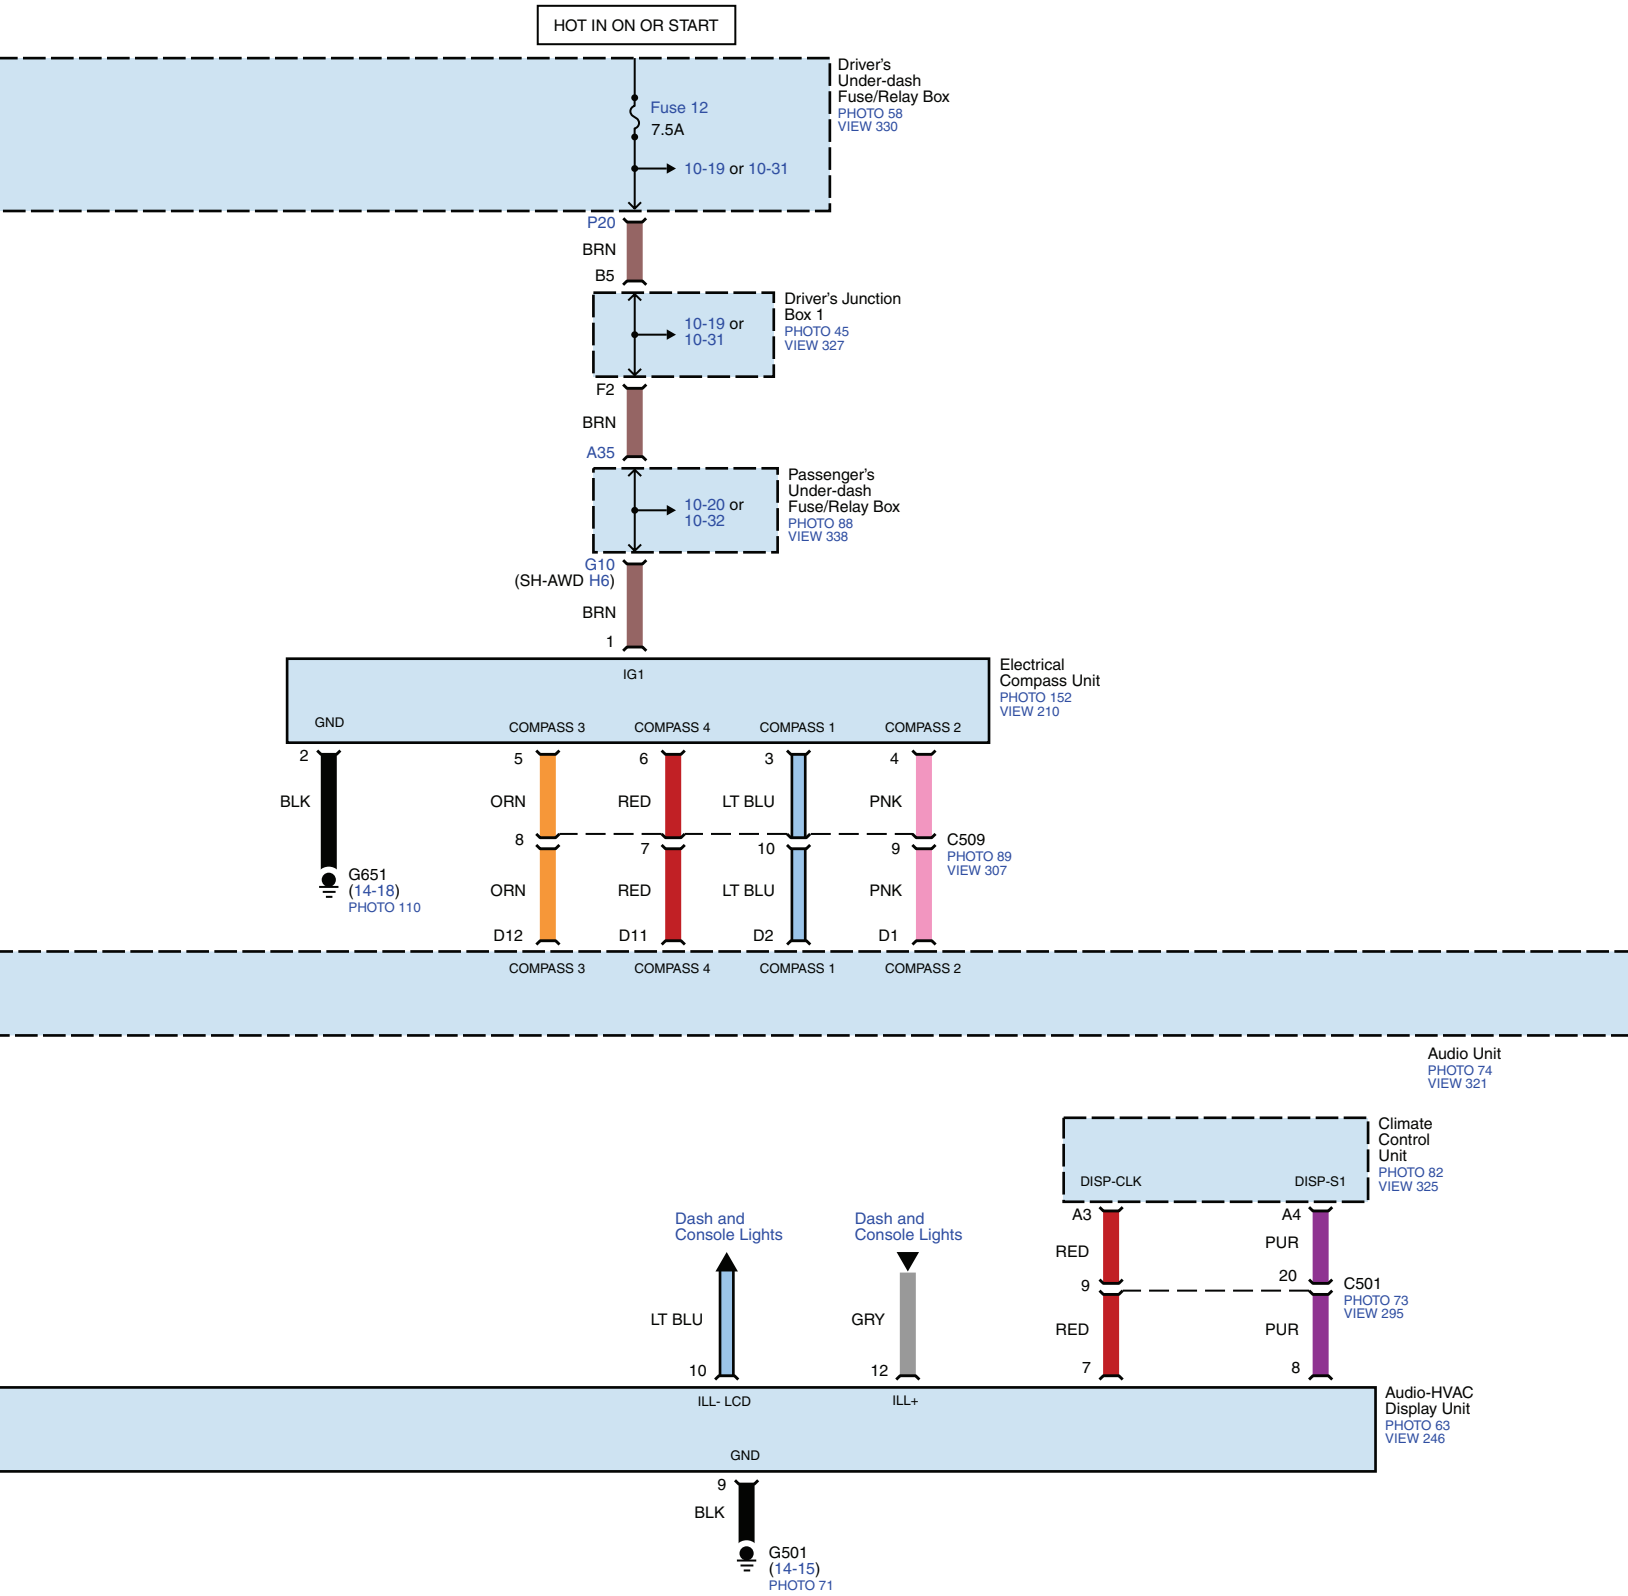 HOT IN ON OR START
Driver's
Under-dash
Fuse/Relay Box
PHOTO 58
VIEW 330
Fuse 12
7.5A
10-19 or 10-31
P20
BRN
B5
Driver's Junction
Box 1
PHOTO 45
VIEW 327
10-19 or
10-31
F2
BRN
A35
Passenger's
Under-dash
Fuse/Relay Box
PHOTO 88
VIEW 338
10-20 or
10-32
G10
(SH-AWD H6)
BRN
1
IG1
Electrical
Compass Unit
PHOTO 152
VIEW 210
GND COMPASS 3 COMPASS 4 COMPASS 1 COMPASS 2
2 5 6 3 4
BLK ORN RED LT BLU PNK
8 7 10 9
C509
PHOTO 89
VIEW 307
G651
(14-18)
PHOTO 110
ORN RED LT BLU PNK
D12 D11 D2 D1
COMPASS 3 COMPASS 4 COMPASS 1 COMPASS 2
Audio Unit
PHOTO 74
VIEW 321
Climate
Control
Unit
PHOTO 82
VIEW 325
DISP-CLK DISP-S1
A3 A4
RED PUR
9 20
C501
PHOTO 73
VIEW 295
RED PUR
7 8
Dash and
Console Lights
LT BLU
10
Dash and
Console Lights
GRY
12
ILL- LCD ILL+
Audio-HVAC
Display Unit
PHOTO 63
VIEW 246
GND
9
BLK
G501
(14-15)
PHOTO 71